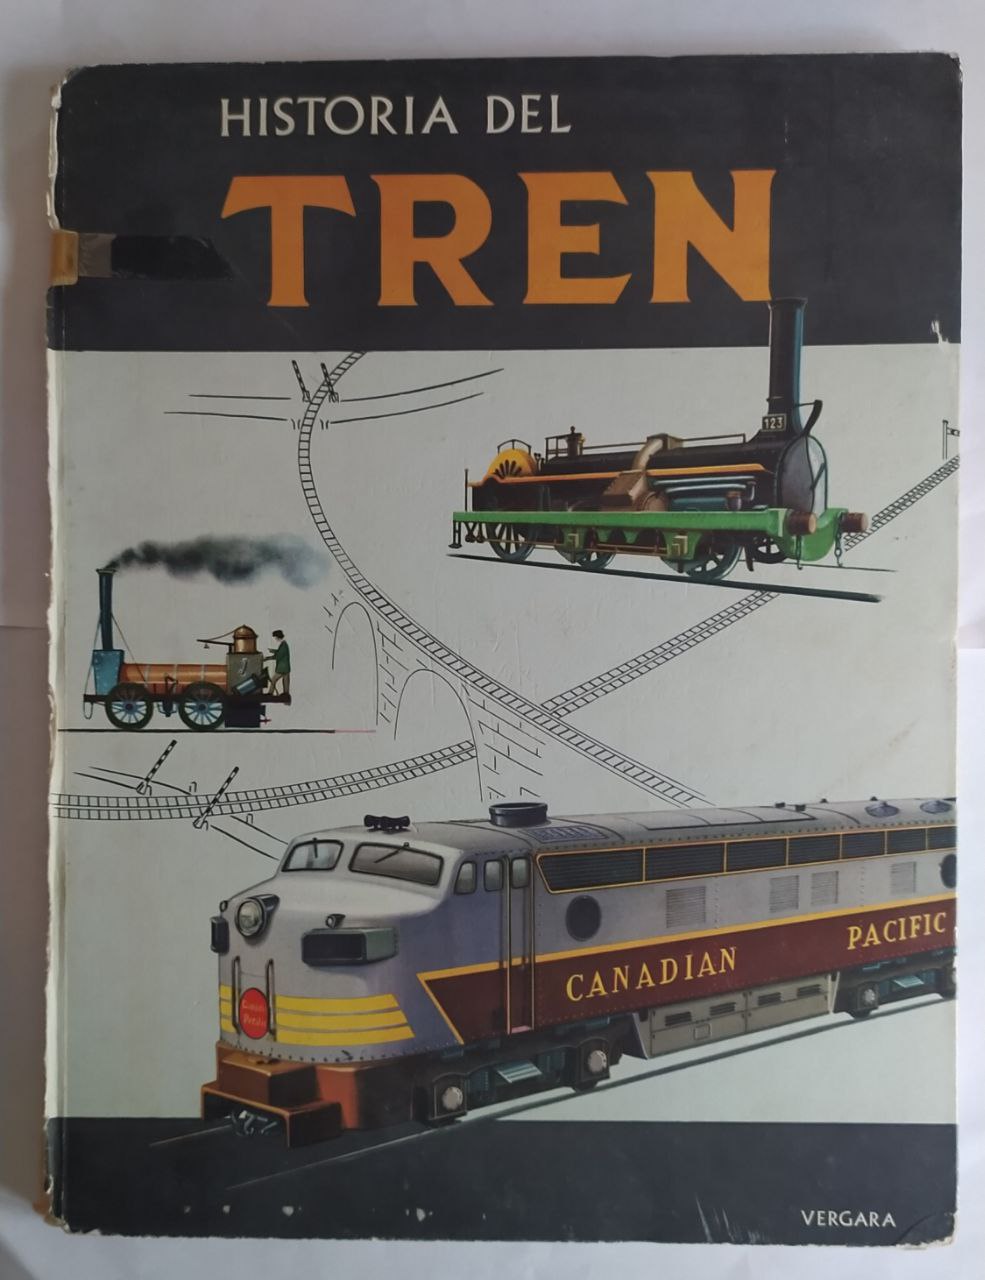 HISTORIA DEL
TREN
123
CANADIAN PACIFIC
VERGARA